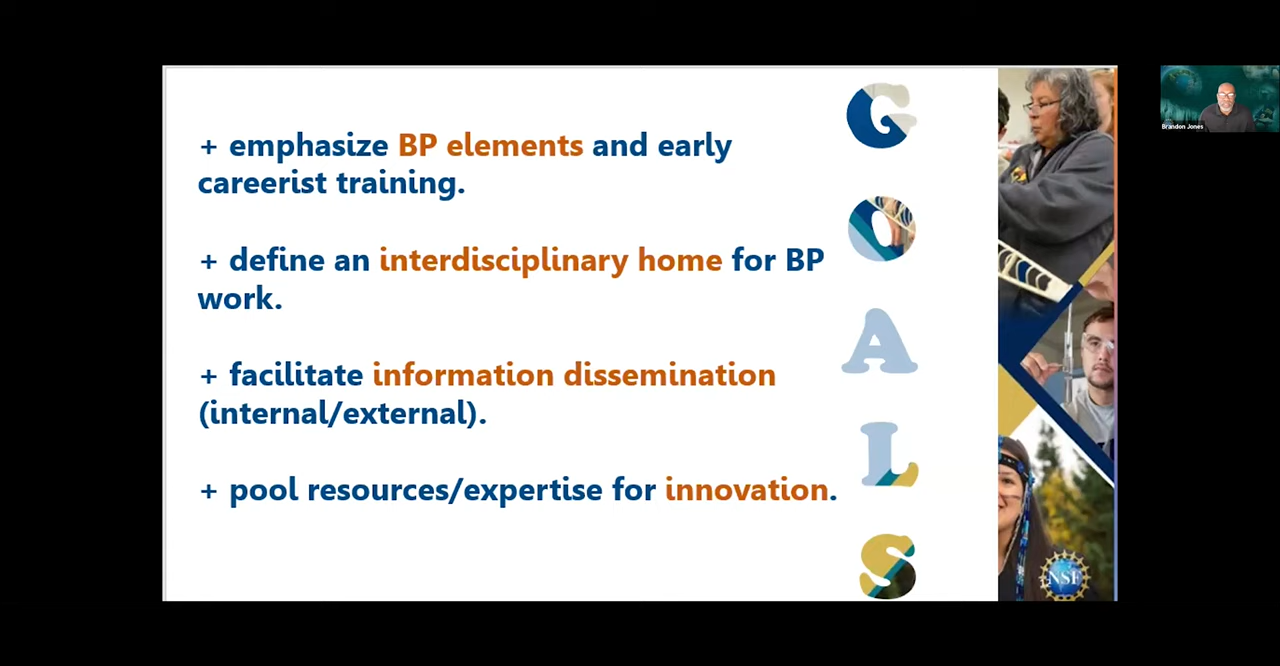 + emphasize BP elements and early
careerist training.
+ define an interdisciplinary home for BP
work.
+ facilitate information dissemination
(internal/external).
+ pool resources/expertise for innovation.
G
O
A
L
S
NSF
Brandon Jones